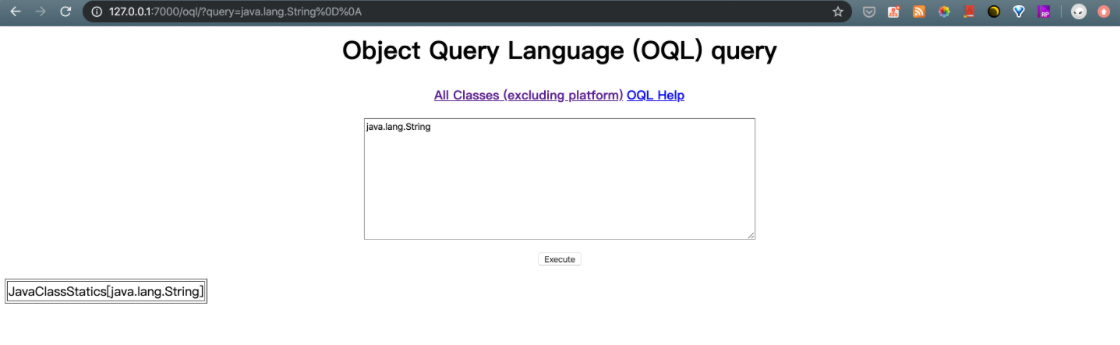 127.0.0.1:7000/oql/?query=java.lang.String%0D%0A
RP
Object Query Language (OQL) query
All Classes (excluding platform) OQL Help
java.lang.String
Execute
JavaClassStatics[java.lang.String]